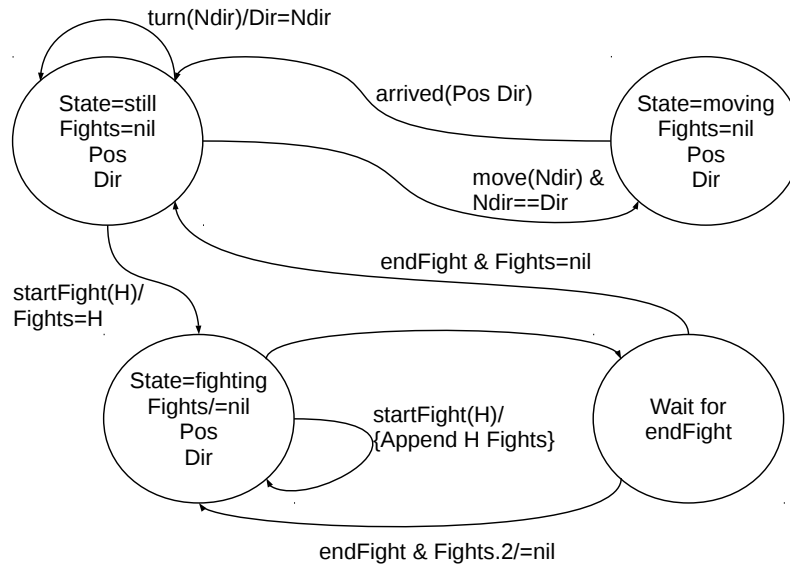 turn(Ndir)/Dir=Ndir
State=still
Fights=nil
Pos
Dir
arrived(Pos Dir)
State=moving
Fights=nil
Pos
Dir
move(Ndir) &
Ndir==Dir
endFight & Fights=nil
startFight(H)/
Fights=H
State=fighting
Fights/=nil
Pos
Dir
startFight(H)/
{Append H Fights}
Wait for
endFight
endFight & Fights.2/=nil